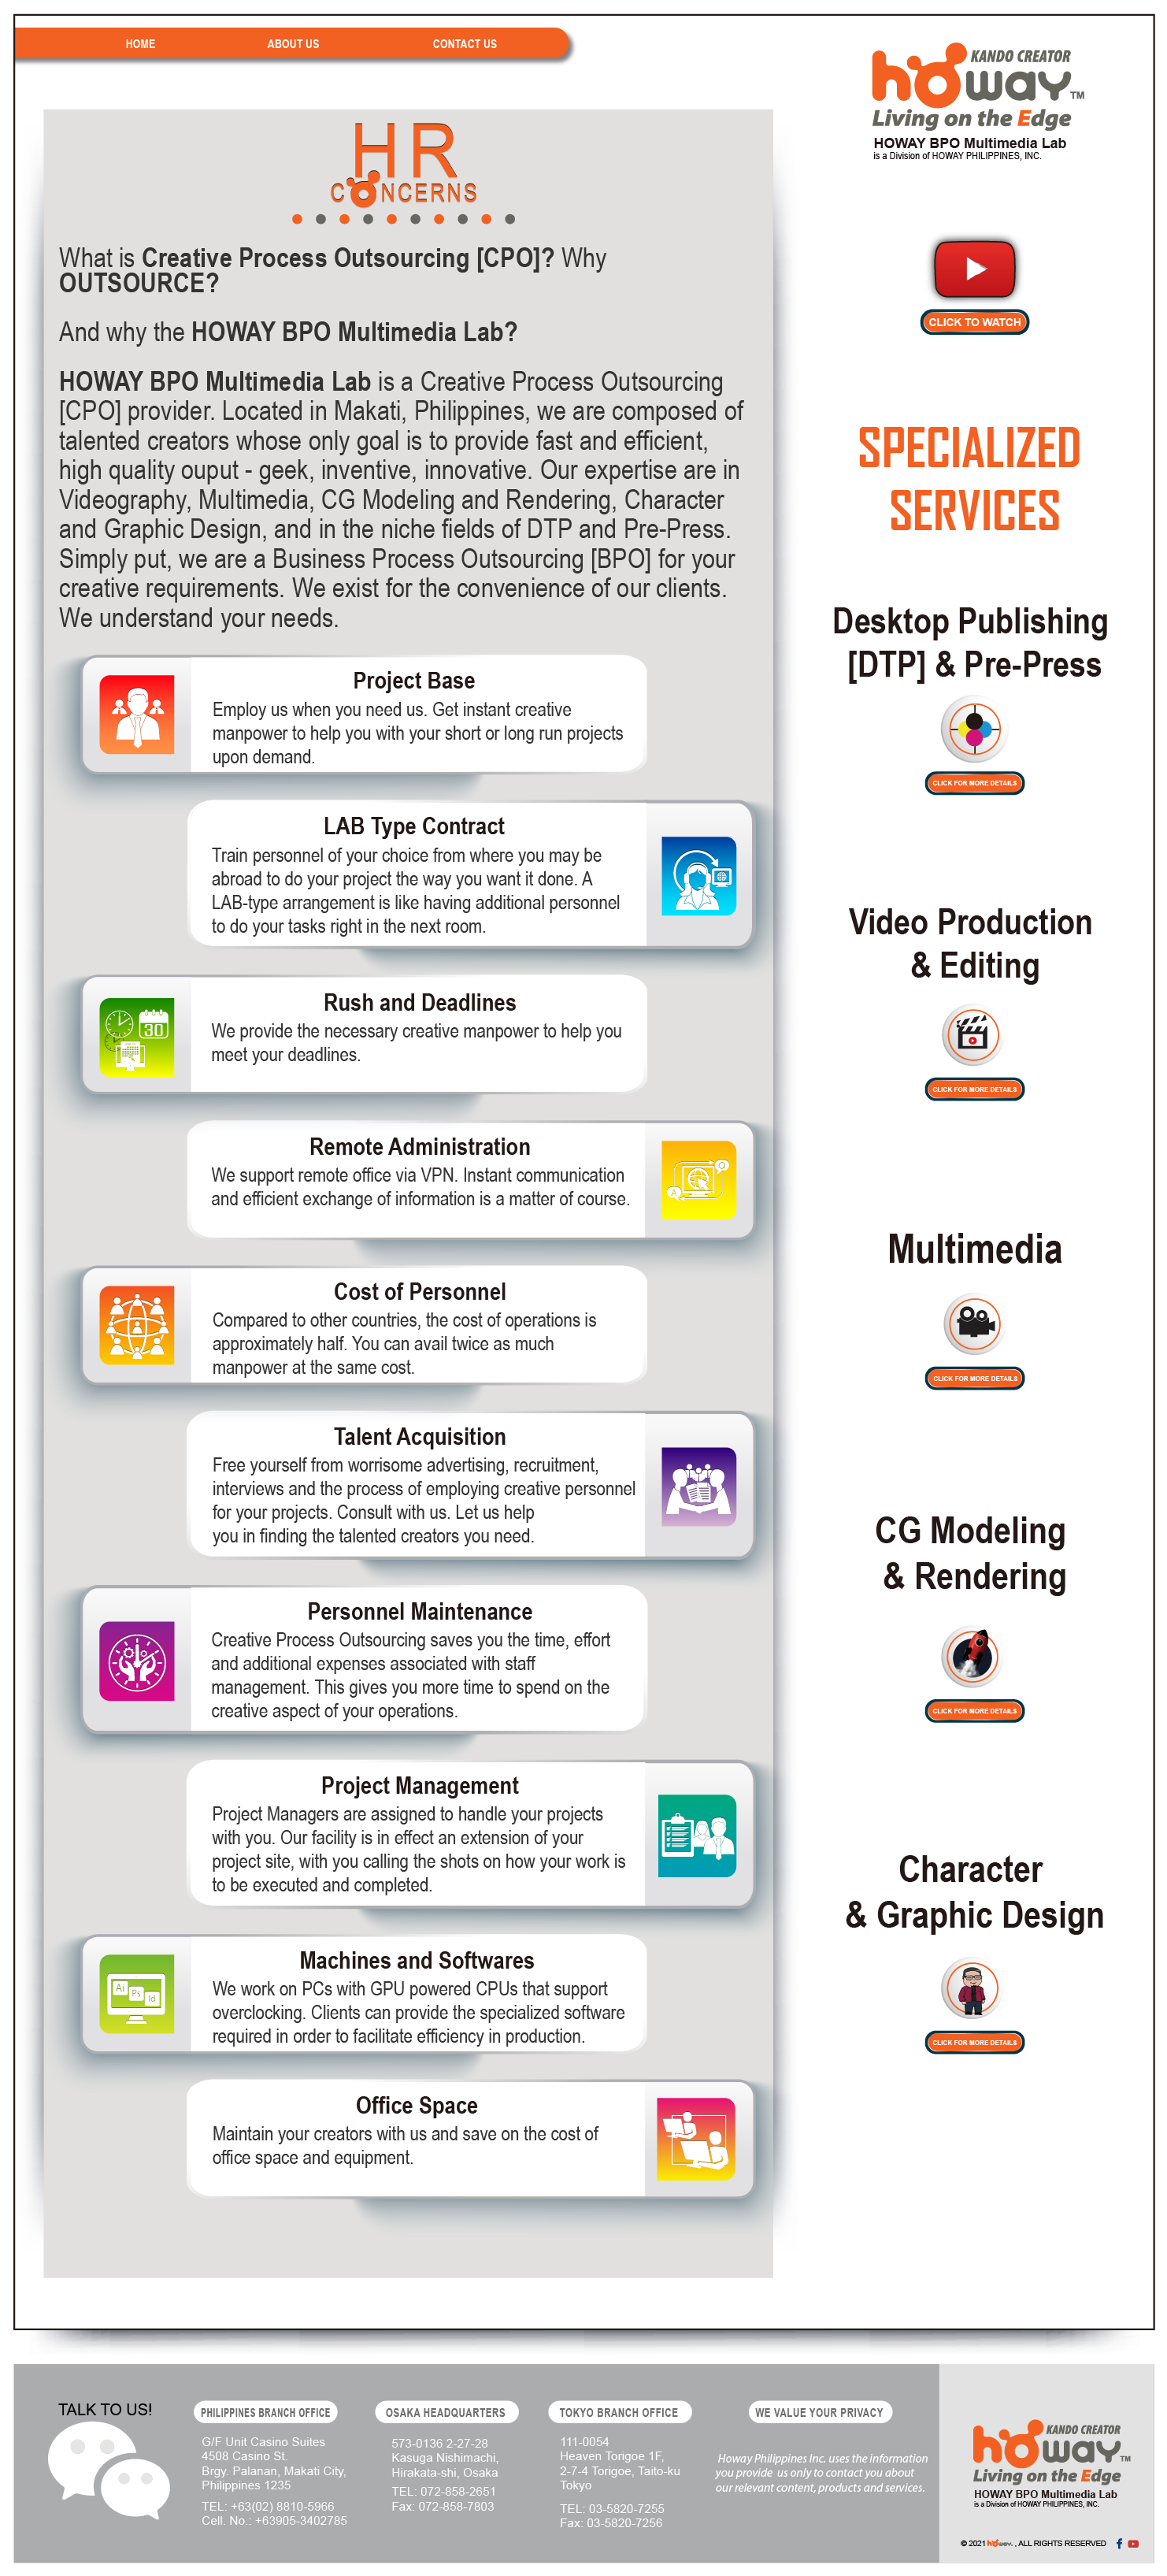 HOME ABOUT US CONTACT US
KANDO CREATOR
howay™
Living on the Edge
HOWAY BPO Multimedia Lab
is a Division of HOWAY PHILIPPINES, INC.
HR
CONCERNS
What is Creative Process Outsourcing [CPO]? Why
OUTSOURCE?
And why the HOWAY BPO Multimedia Lab?
HOWAY BPO Multimedia Lab is a Creative Process Outsourcing
[CPO] provider. Located in Makati, Philippines, we are composed of
talented creators whose only goal is to provide fast and efficient,
high quality ouput - geek, inventive, innovative. Our expertise are in
Videography, Multimedia, CG Modeling and Rendering, Character
and Graphic Design, and in the niche fields of DTP and Pre-Press.
Simply put, we are a Business Process Outsourcing [BPO] for your
creative requirements. We exist for the convenience of our clients.
We understand your needs.
Project Base
Employ us when you need us. Get instant creative
manpower to help you with your short or long run projects
upon demand.
LAB Type Contract
Train personnel of your choice from where you may be
abroad to do your project the way you want it done. A
LAB-type arrangement is like having additional personnel
to do your tasks right in the next room.
30
Rush and Deadlines
We provide the necessary creative manpower to help you
meet your deadlines.
Remote Administration
We support remote office via VPN. Instant communication
and efficient exchange of information is a matter of course.
Q
A
Cost of Personnel
Compared to other countries, the cost of operations is
approximately half. You can avail twice as much
manpower at the same cost.
Talent Acquisition
Free yourself from worrisome advertising, recruitment,
interviews and the process of employing creative personnel
for your projects. Consult with us. Let us help
you in finding the talented creators you need.
Personnel Maintenance
Creative Process Outsourcing saves you the time, effort
and additional expenses associated with staff
management. This gives you more time to spend on the
creative aspect of your operations.
Project Management
Project Managers are assigned to handle your projects
with you. Our facility is in effect an extension of your
project site, with you calling the shots on how your work is
to be executed and completed.
Ai Ps Id
Machines and Softwares
We work on PCs with GPU powered CPUs that support
overclocking. Clients can provide the specialized software
required in order to facilitate efficiency in production.
Office Space
Maintain your creators with us and save on the cost of
office space and equipment.
CLICK TO WATCH
SPECIALIZED
SERVICES
Desktop Publishing
[DTP] & Pre-Press
CLICK FOR MORE DETAILS
Video Production
& Editing
CLICK FOR MORE DETAILS
Multimedia
CLICK FOR MORE DETAILS
CG Modeling
& Rendering
CLICK FOR MORE DETAILS
Character
& Graphic Design
CLICK FOR MORE DETAILS
TALK TO US!
PHILIPPINES BRANCH OFFICE
G/F Unit Casino Suites
4508 Casino St.
Brgy. Palanan, Makati City,
Philippines 1235
TEL: +63(02) 8810-5966
Cell. No.: +63905-3402785
OSAKA HEADQUARTERS
573-0136 2-27-28
Kasuga Nishimachi,
Hirakata-shi, Osaka
TEL: 072-858-2651
Fax: 072-858-7803
TOKYO BRANCH OFFICE
111-0054
Heaven Torigoe 1F,
2-7-4 Torigoe, Taito-ku
Tokyo
TEL: 03-5820-7255
Fax: 03-5820-7256
WE VALUE YOUR PRIVACY
Howay Philippines Inc. uses the information
you provide us only to contact you about
our relevant content, products and services.
KANDO CREATOR
howay™
Living on the Edge
HOWAY BPO Multimedia Lab
is a Division of HOWAY PHILIPPINES, INC.
© 2021 howay. , ALL RIGHTS RESERVED f